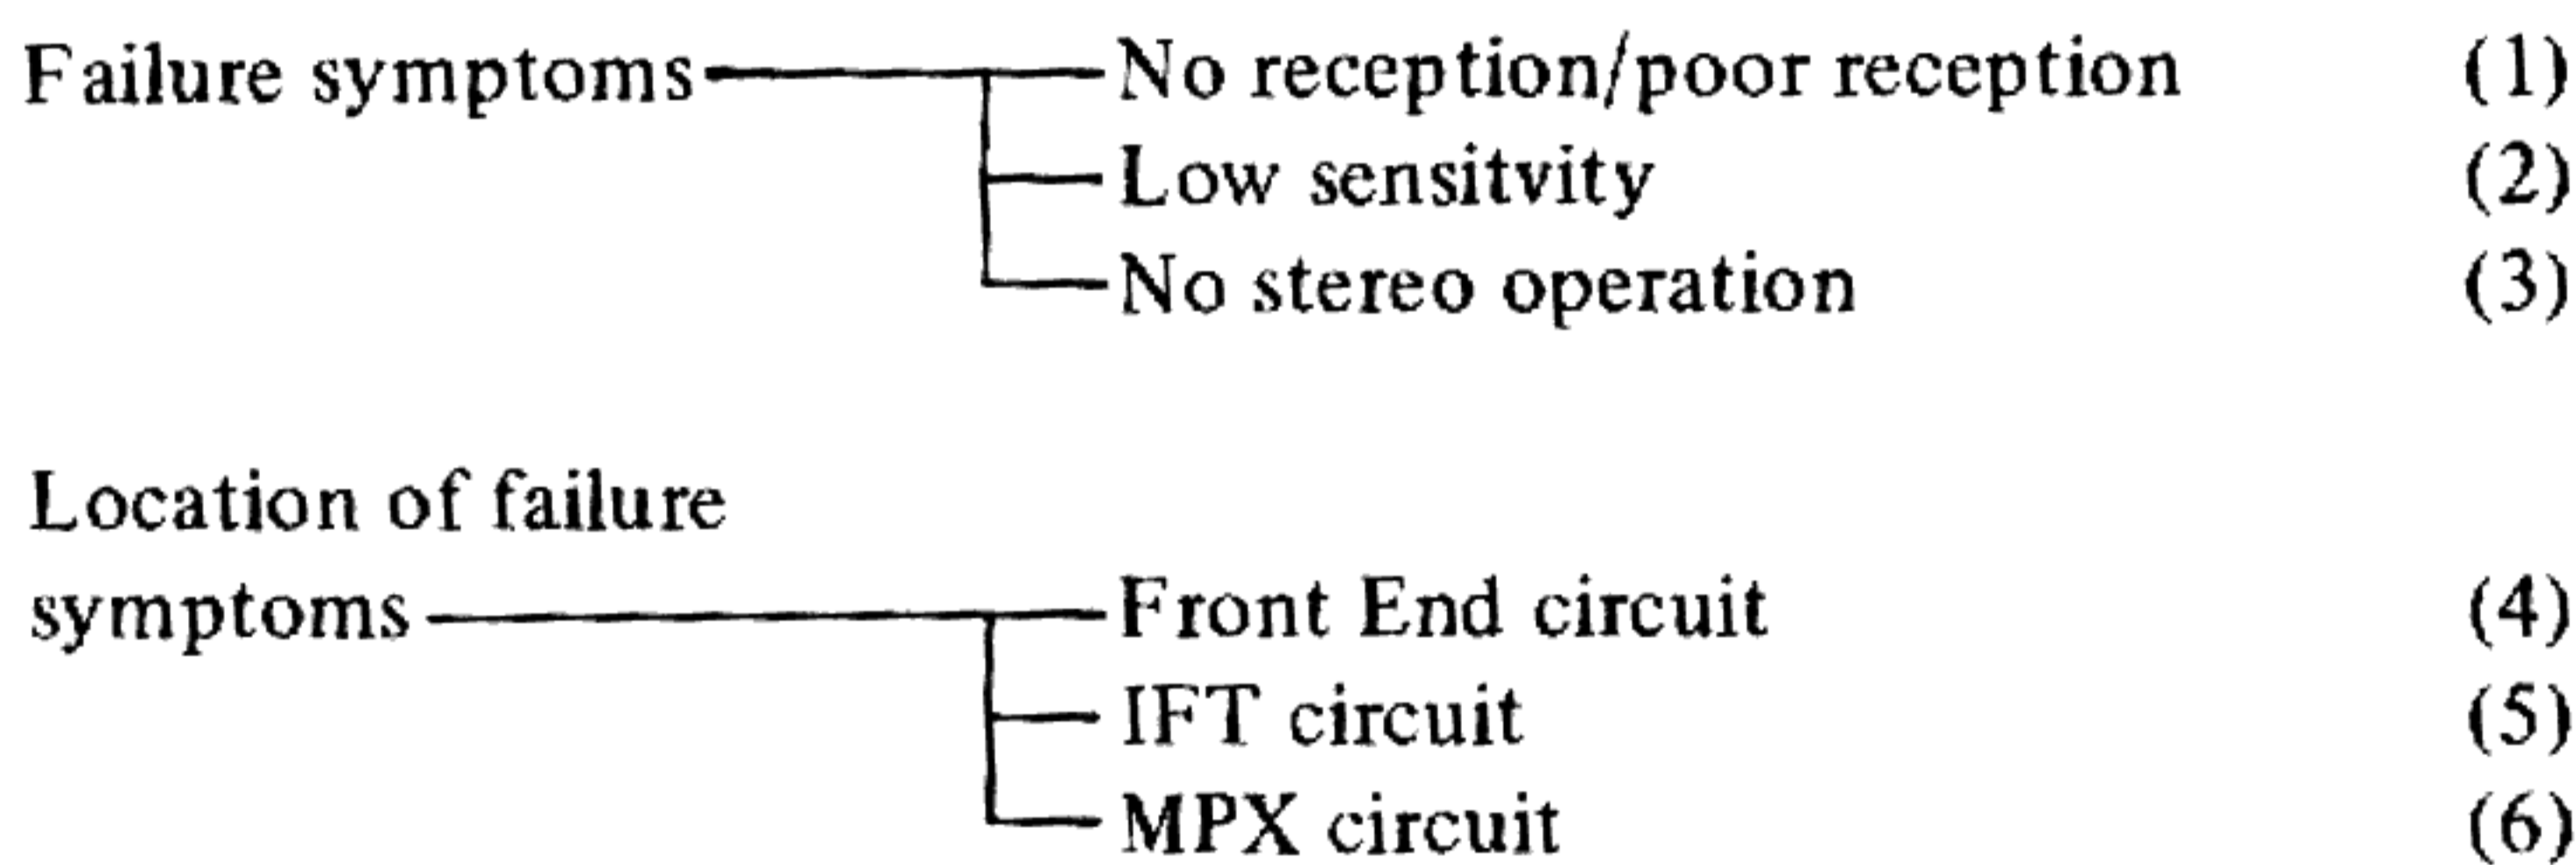 Failure symptoms No reception/poor reception (1)
Low sensitvity (2)
No stereo operation (3)
Location of failure
symptoms Front End circuit (4)
IFT circuit (5)
MPX circuit (6)